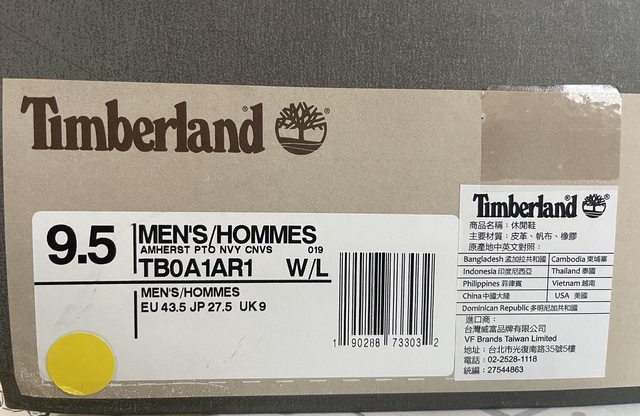 Timberland®
9.5
MEN'S/HOMMES
AMHERST PTO NVY CNVS 019
TB0A1AR1 W/L
MEN'S/HOMMES
EU 43.5 JP 27.5 UK 9
1 90288 73303 2
Timberland
商品名稱：休閒鞋
主要材質：皮革、帆布、橡膠
原產地中英文對照：
Bangladesh 孟加拉共和國 Cambodia 柬埔寨
Indonesia 印度尼西亞 Thailand 泰國
Philippines 菲律賓 Vietnam 越南
China 中國大陸 USA 美國
Dominican Republic 多明尼加共和國
進口商：
台灣威富品牌有限公司
VF Brands Taiwan Limited
地址：台北市光復南路35號5樓
電話：02-2528-1118
統編：27544863